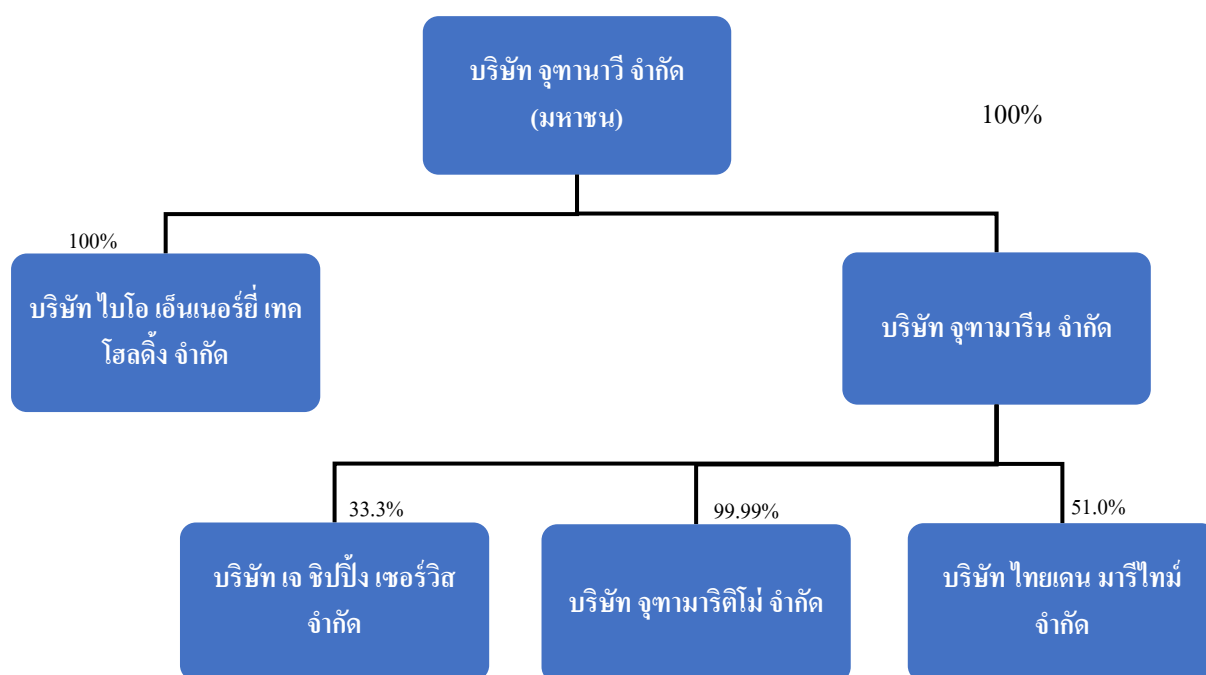 บริษัท จุฑานาวี จำกัด
(มหาชน)
100%
100%
บริษัท ไบโอ เอ็นเนอร์ยี่ เทค
โฮลดิ้ง จำกัด
บริษัท จุฑามารีน จำกัด
33.3%
99.99%
51.0%
บริษัท เจ ชิปปิ้ง เซอร์วิส
จำกัด
บริษัท จุฑามาริติโม่ จำกัด
บริษัท ไทยเดน มารีไทม์
จำกัด